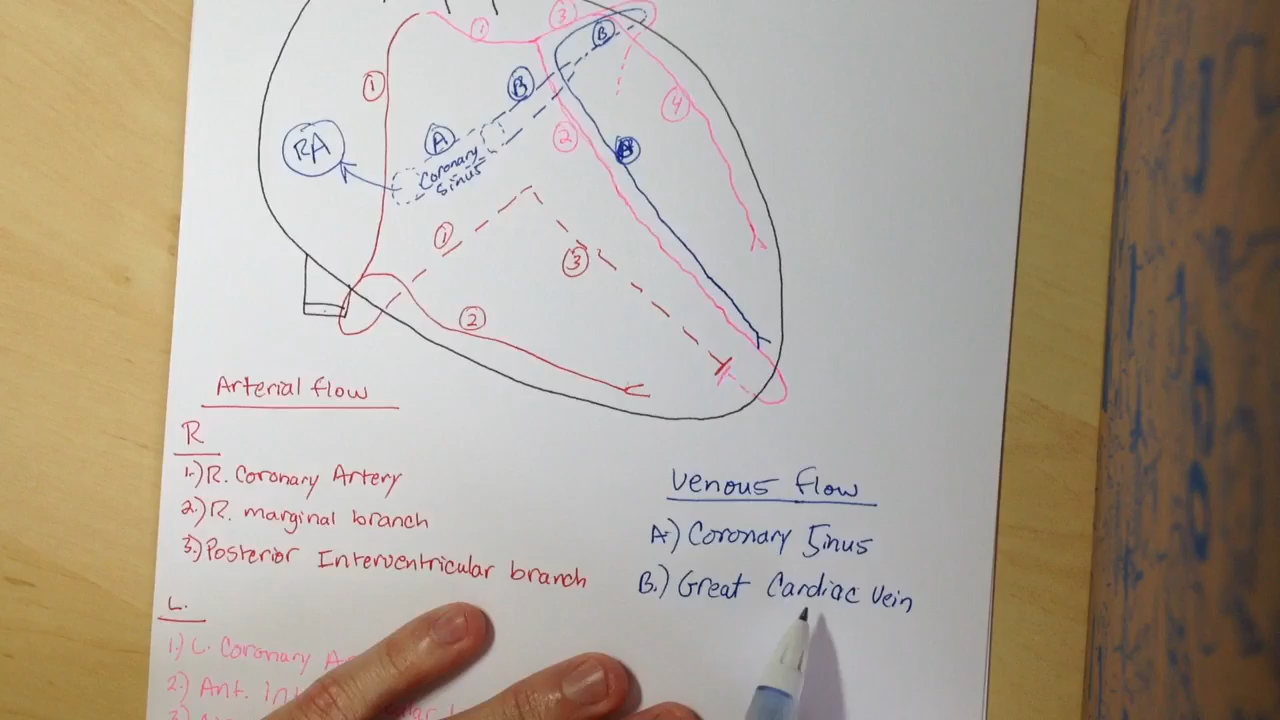 1
3
B
1
B
4
A
2
RA
Coronary
Sinus
1
3
2
Arterial flow
R
1.) R. Coronary Artery
2.) R. marginal branch
3.) Posterior Interventricular branch
L.
1.) L. Coronary
2.) Ant.
3.)
Venous flow
A.) Coronary Sinus
B.) Great Cardiac Vein